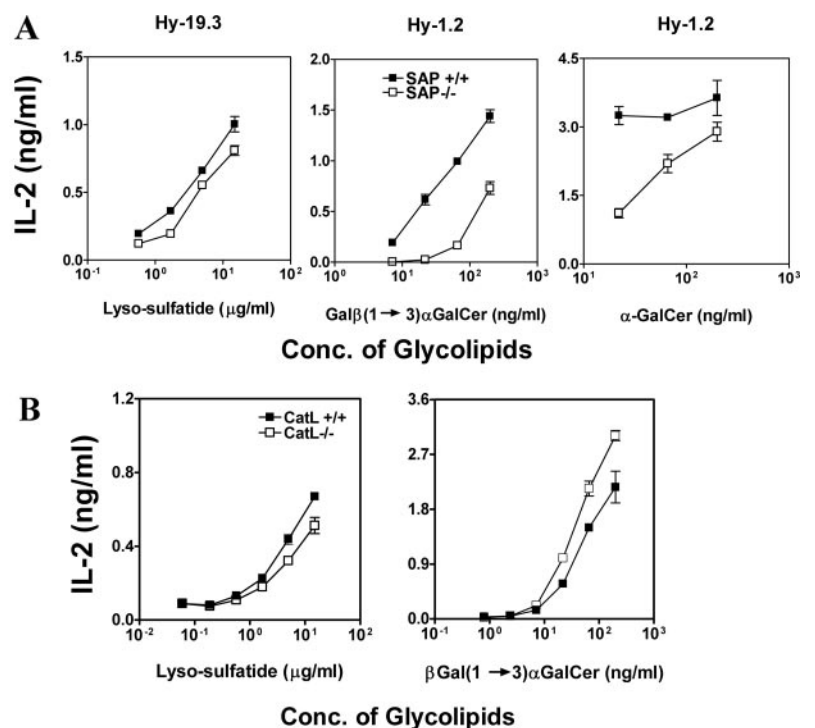 A
Hy-19.3
Hy-1.2
Hy-1.2
IL-2 (ng/ml)
1.5
1.0
0.5
0.0
10-1 100 101 102
Lyso-sulfatide (μg/ml)
2.0
1.5
1.0
0.5
0.0
SAP +/+
SAP-/-
100 101 102 103
Galβ(1 → 3)αGalCer (ng/ml)
4.5
3.0
1.5
0.0
101 102 103
α-GalCer (ng/ml)
Conc. of Glycolipids
B
IL-2 (ng/ml)
1.2
0.8
0.4
0.0
CatL +/+
CatL-/-
10-2 10-1 100 101 102
Lyso-sulfatide (μg/ml)
3.6
2.7
1.8
0.9
0.0
10-1 100 101 102 103
βGal(1 →3)αGalCer (ng/ml)
Conc. of Glycolipids